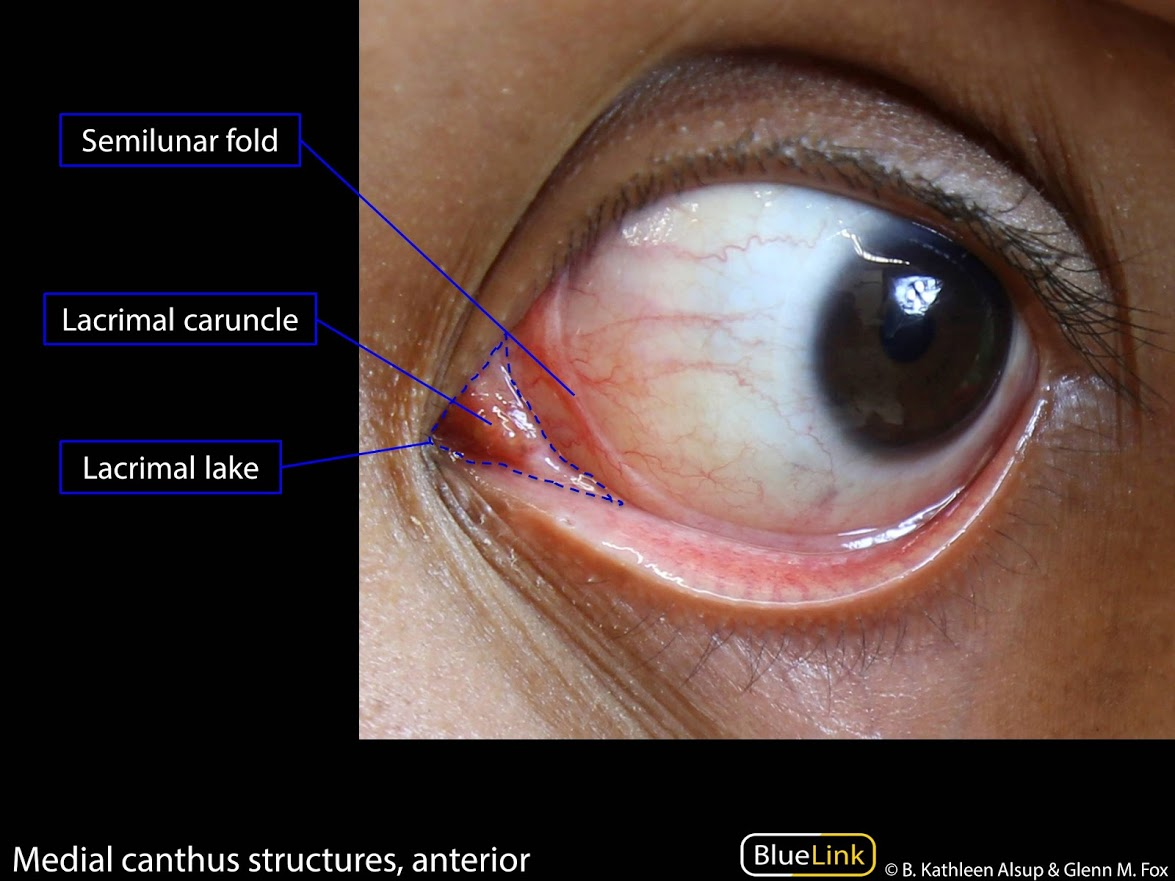 Semilunar fold
Lacrimal caruncle
Lacrimal lake
Medial canthus structures, anterior
BlueLink
© B. Kathleen Alsup & Glenn M. Fox